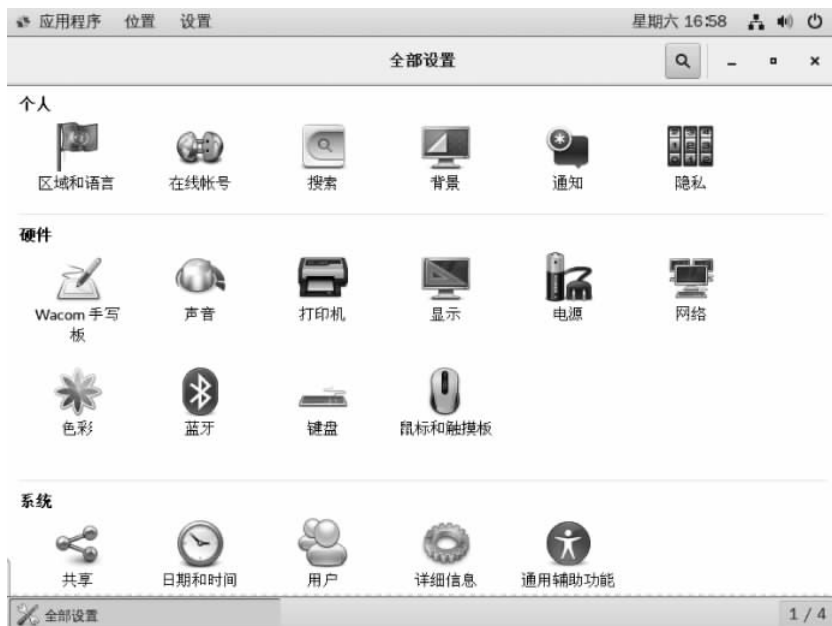 应用程序 位置 设置 星期六 16:58
全部设置
个人
区域和语言 在线帐号 搜索 背景 通知 隐私
硬件
Wacom 手写板 声音 打印机 显示 电源 网络
色彩 蓝牙 键盘 鼠标和触摸板
系统
共享 日期和时间 用户 详细信息 通用辅助功能
全部设置 1 / 4